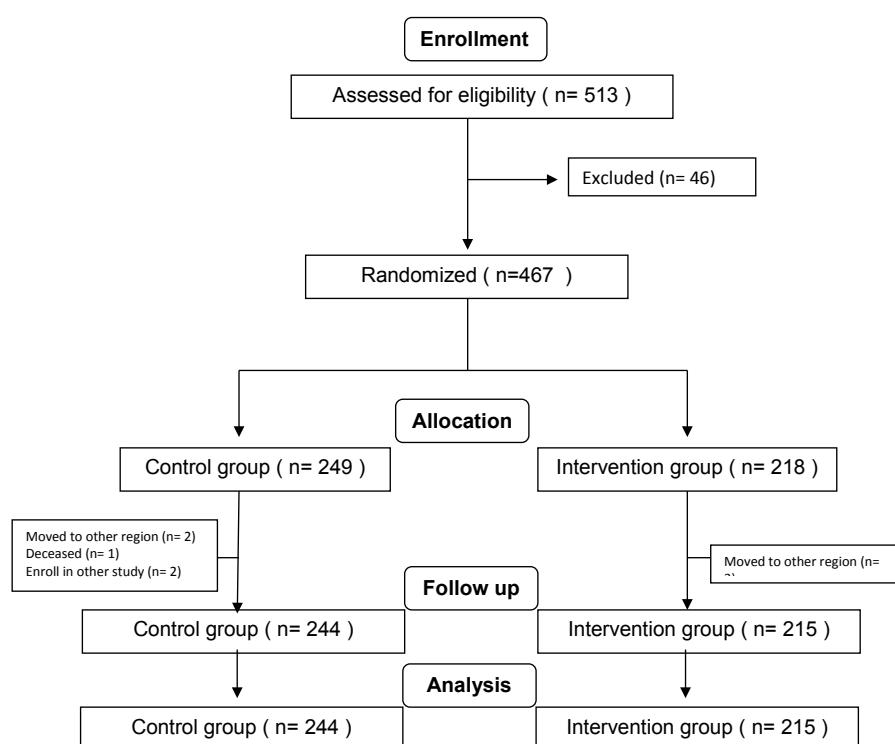 Enrollment
Assessed for eligibility ( n= 513 )
Excluded (n= 46)
Randomized ( n=467 )
Allocation
Control group ( n= 249 )
Intervention group ( n= 218 )
Moved to other region (n= 2)
Deceased (n= 1)
Enroll in other study (n= 2)
Moved to other region (n=
Follow up
Control group ( n= 244 )
Intervention group ( n= 215 )
Analysis
Control group ( n= 244 )
Intervention group ( n= 215 )